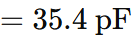 = 35.4 pF